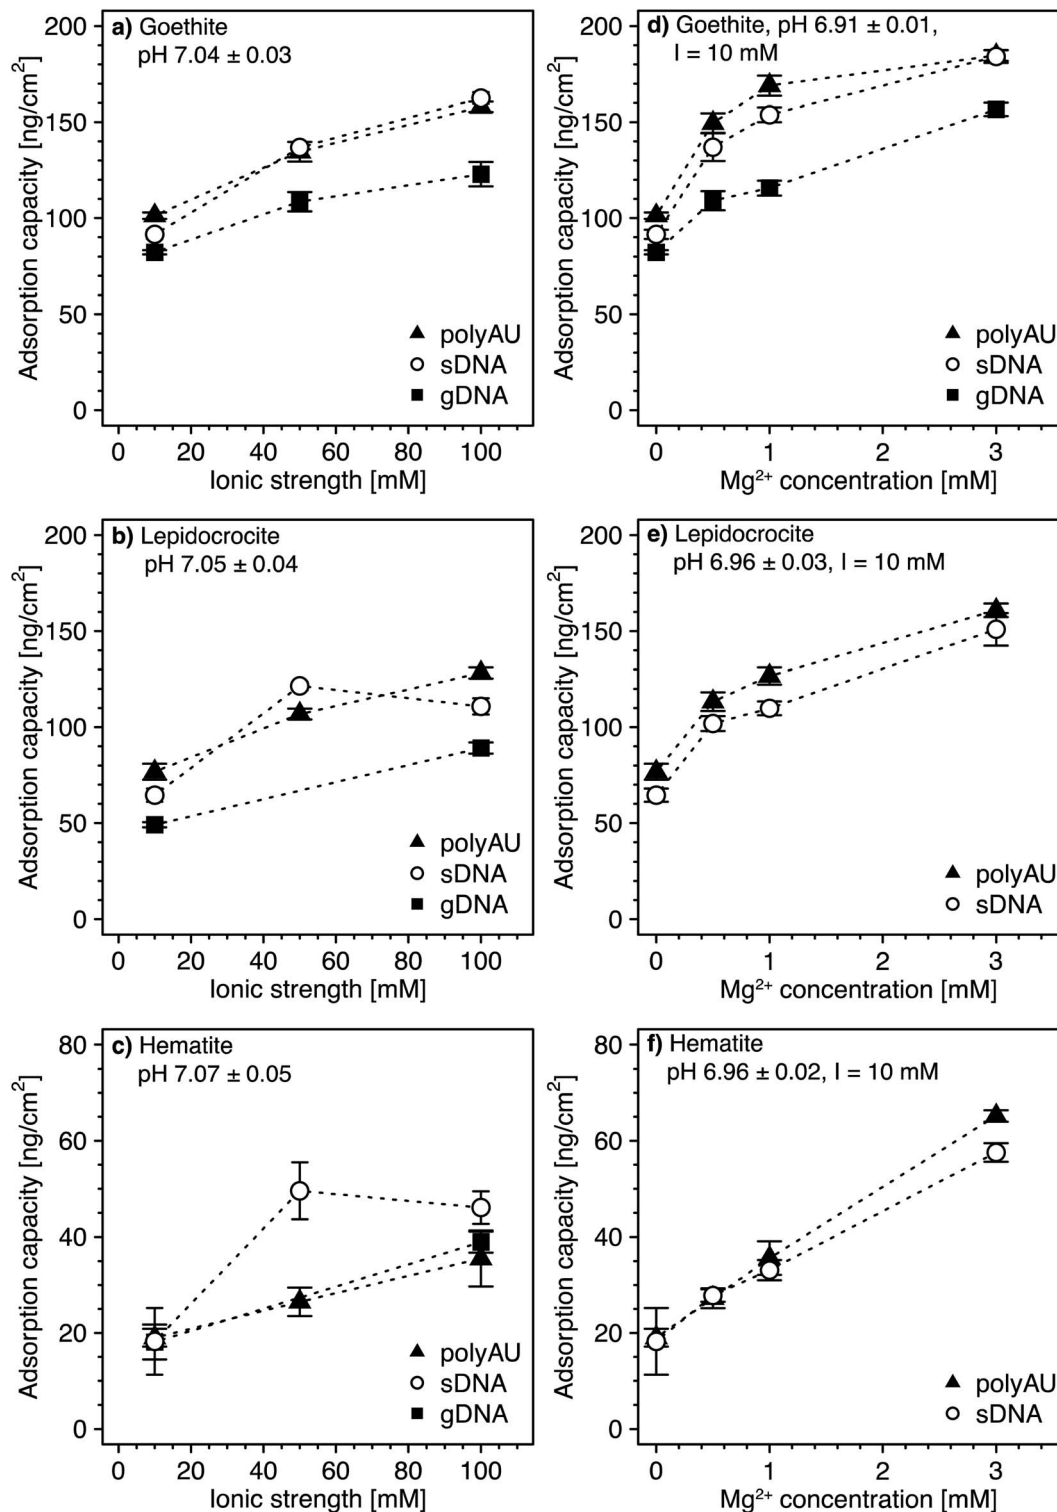 a) Goethite
pH 7.04 ± 0.03
Adsorption capacity [ng/cm²]
200
150
100
50
0
polyAU
sDNA
gDNA
0 20 40 60 80 100
Ionic strength [mM]
d) Goethite, pH 6.91 ± 0.01,
I = 10 mM
Adsorption capacity [ng/cm²]
200
150
100
50
0
polyAU
sDNA
gDNA
0 1 2 3
Mg²⁺ concentration [mM]
b) Lepidocrocite
pH 7.05 ± 0.04
Adsorption capacity [ng/cm²]
200
150
100
50
0
polyAU
sDNA
gDNA
0 20 40 60 80 100
Ionic strength [mM]
e) Lepidocrocite
pH 6.96 ± 0.03, I = 10 mM
Adsorption capacity [ng/cm²]
200
150
100
50
0
polyAU
sDNA
0 1 2 3
Mg²⁺ concentration [mM]
c) Hematite
pH 7.07 ± 0.05
Adsorption capacity [ng/cm²]
80
60
40
20
0
polyAU
sDNA
gDNA
0 20 40 60 80 100
Ionic strength [mM]
f) Hematite
pH 6.96 ± 0.02, I = 10 mM
Adsorption capacity [ng/cm²]
80
60
40
20
0
polyAU
sDNA
0 1 2 3
Mg²⁺ concentration [mM]